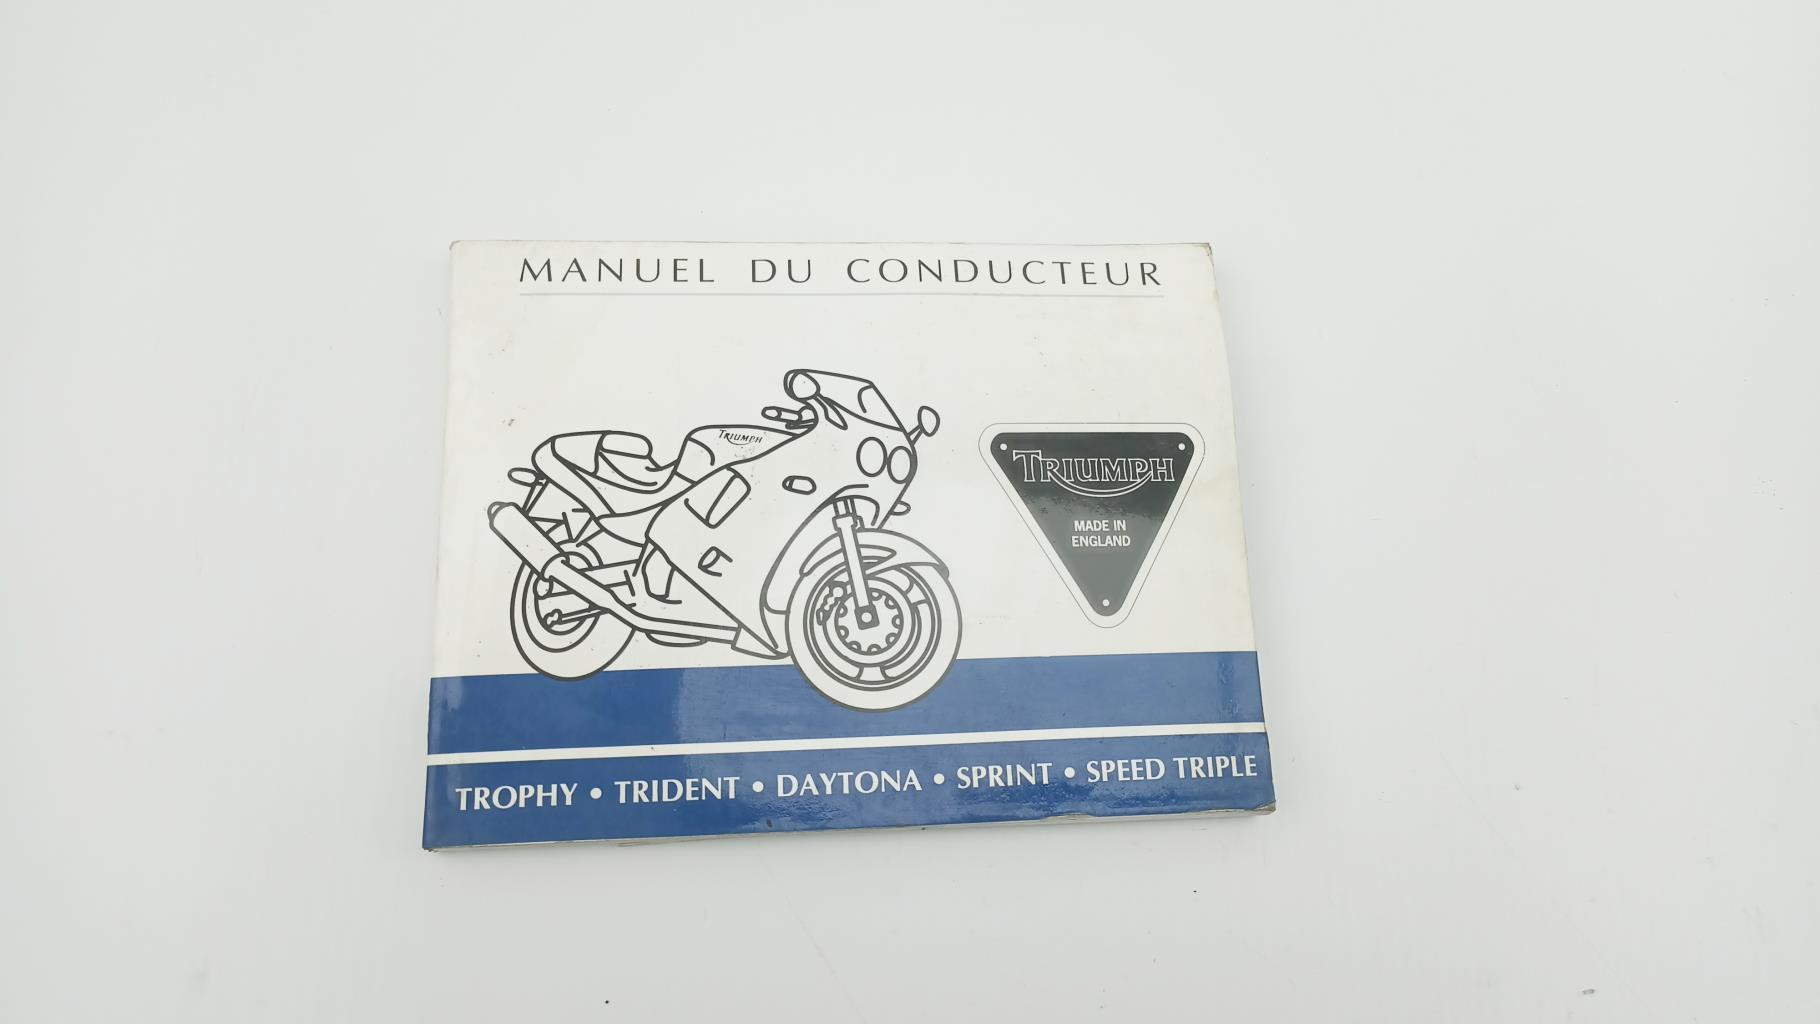 MANUEL DU CONDUCTEUR
TRIUMPH
TRIUMPH
MADE IN
ENGLAND
TROPHY • TRIDENT • DAYTONA • SPRINT • SPEED TRIPLE